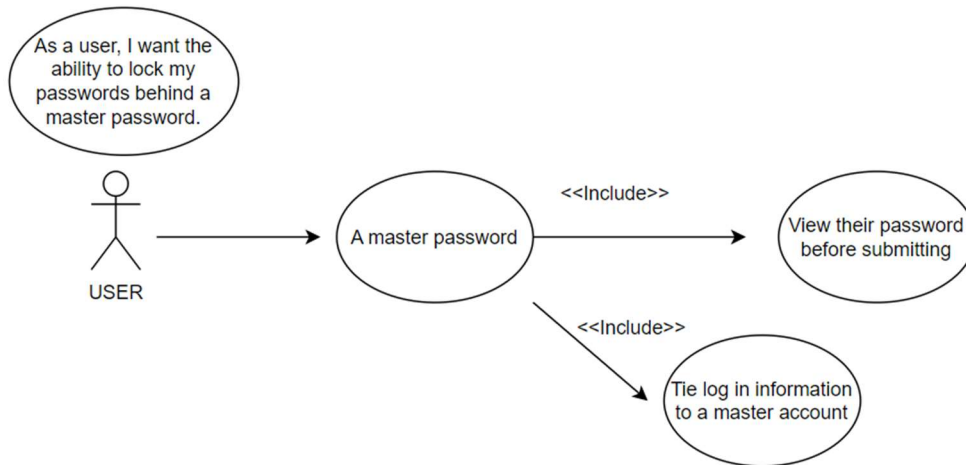 As a user, I want the
ability to lock my
passwords behind a
master password.
USER
A master password
<<Include>>
View their password
before submitting
<<Include>>
Tie log in information
to a master account